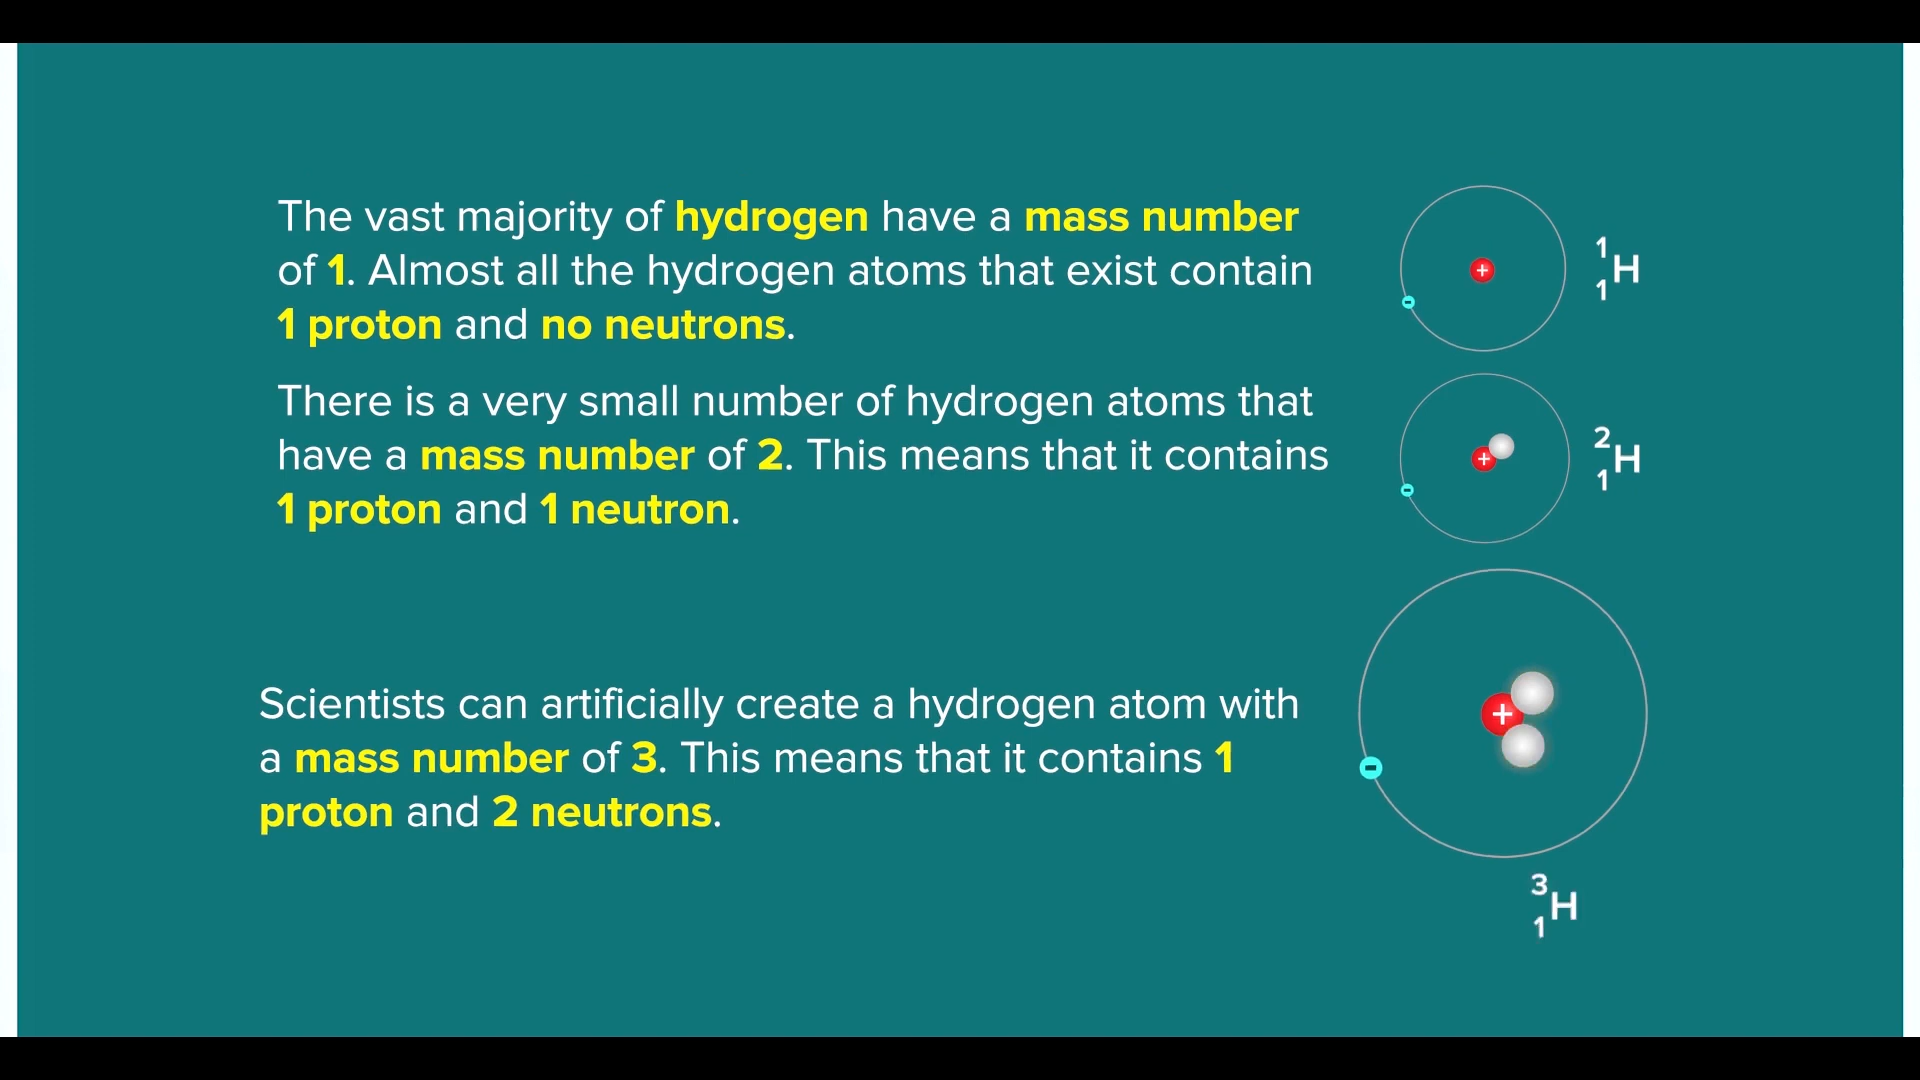 The vast majority of hydrogen have a mass number
of 1. Almost all the hydrogen atoms that exist contain
1 proton and no neutrons.
+
-
1
1
H
There is a very small number of hydrogen atoms that
have a mass number of 2. This means that it contains
1 proton and 1 neutron.
+
-
2
1
H
Scientists can artificially create a hydrogen atom with
a mass number of 3. This means that it contains 1
proton and 2 neutrons.
+
-
3
1
H